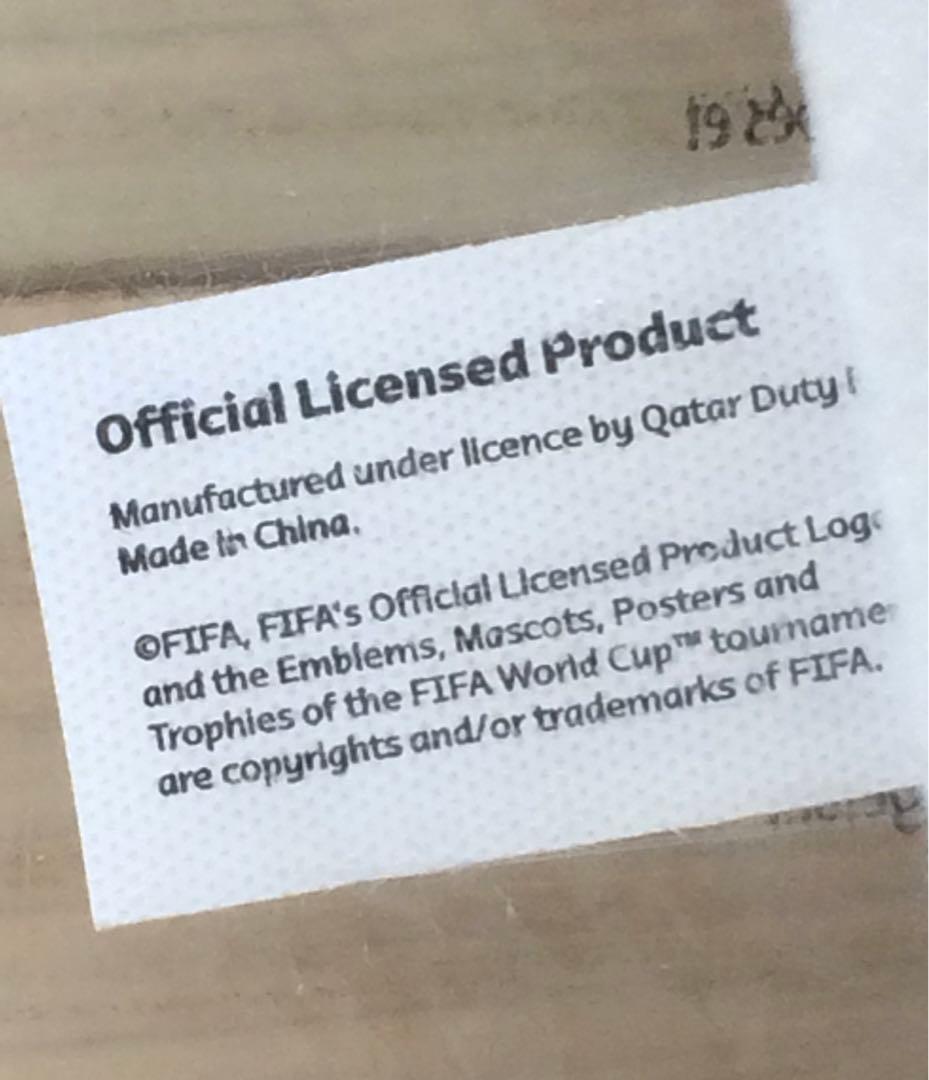 Official Licensed Product
Manufactured under licence by Qatar Duty
Made in China.
©FIFA, FIFA's Official Licensed Product
and the Emblems, Mascots, Posters and
Trophies of the FIFA World Cup™
are copyrights and/or trademarks of FIFA.